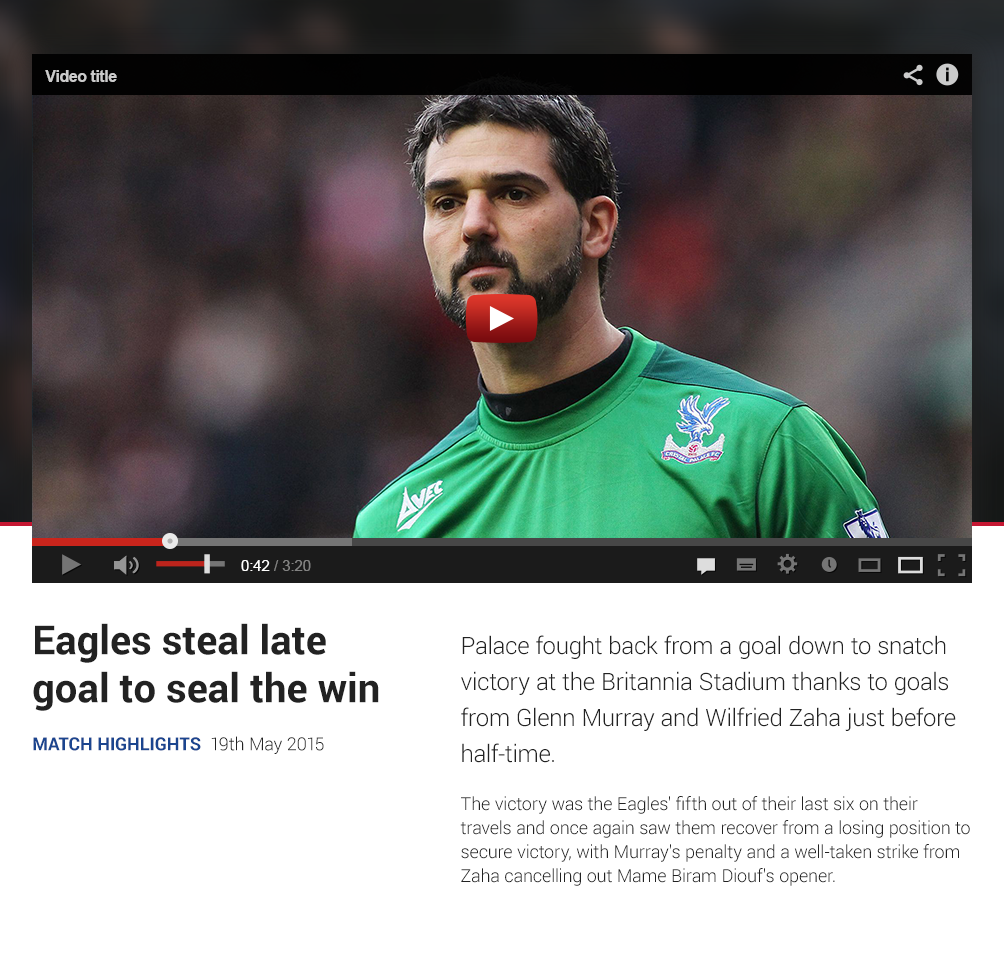 Video title
AVEC
CRYSTAL PALACE F.C.
0:42 / 3:20
Eagles steal late
goal to seal the win
MATCH HIGHLIGHTS 19th May 2015
Palace fought back from a goal down to snatch
victory at the Britannia Stadium thanks to goals
from Glenn Murray and Wilfried Zaha just before
half-time.
The victory was the Eagles' fifth out of their last six on their
travels and once again saw them recover from a losing position to
secure victory, with Murray's penalty and a well-taken strike from
Zaha cancelling out Mame Biram Diouf's opener.